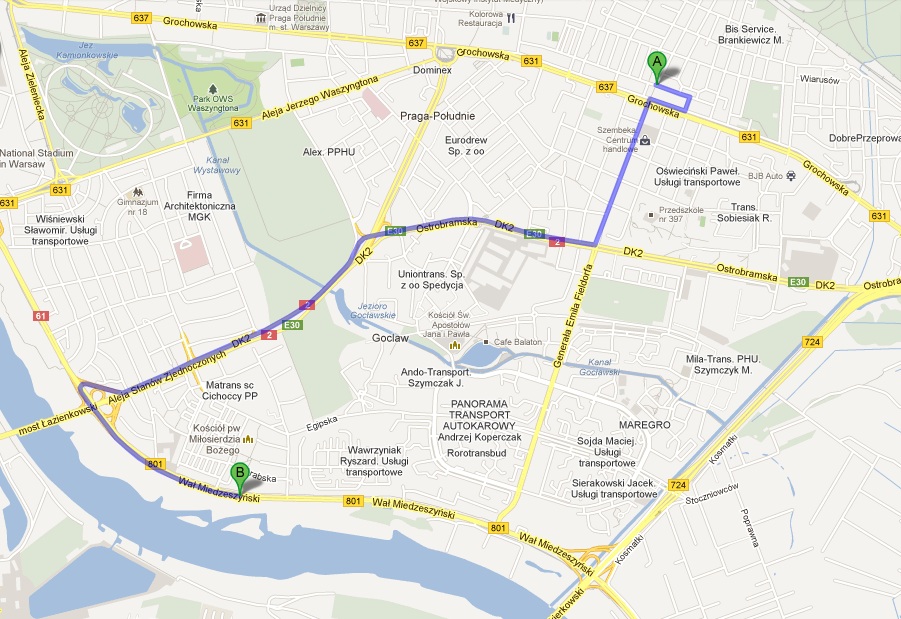 Wojskowy Instytut Medyczny)
637
Grochowska
Urząd Dzielnicy
Praga Południe
m. st. Warszawy
Kolorowa
Restauracja
Bis Service.
Brankiewicz M.
637
Grochowska
631
Dominex
A
637
Grochowska
Wiarusów
Jez
Kamionkowskie
Aleja Zieleniecka
Park OWS
Waszyngtona
Aleja Jerzego Waszyngtona
631
Praga-Południe
Eurodrew
Sp. z oo
Szembeka
Centrum
handlowe
631
Grochowska
DobrePrzeprowa
National Stadium
in Warsaw
631
631
Kanał
Wystawowy
Alex. PPHU
Oświeciński Paweł.
Usługi transportowe
BJB Auto
Gimnazjum
nr 18
Firma
Architektoniczna
MGK
Przedszkole
nr 397
Trans.
Sobiesiak R.
631
Wiśniewski
Sławomir. Usługi
transportowe
E30
Ostrobramska
DK2
E30
2
DK2
DK2
Ostrobramska
E30
DK2
Ostrobra
Uniontrans. Sp.
z oo Spedycja
61
2
Jezioro
Gocławskie
Kościół Św
Apostołów
Jana i Pawła
Generała Emila Fieldorfa
2
E30
DK2
Goclaw
Cafe Balaton
724
Aleja Stanów Zjednoczonych
Kanał
Gocławski
Mila-Trans. PHU.
Szymczyk M.
Ando-Transport.
Szymczak J.
Matrans sc
Cichoccy PP
most Łazienkowski
PANORAMA
TRANSPORT
AUTOKAROWY
Andrzej Koperczak
Rorotransbud
MAREGRO
Egipska
Kościół pw
Miłosierdzia
Bożego
Sojda Maciej.
Usługi
transportowe
Kosmatki
Wawrzyniak
Ryszard. Usługi
transportowe
801
B
Wał Miedzeszyński
801
Wał Miedzeszyński
Sierakowski Jacek.
Usługi transportowe
724
Stoczniowców
Poprawna
801
Wał Miedzeszyński
Kosmatki